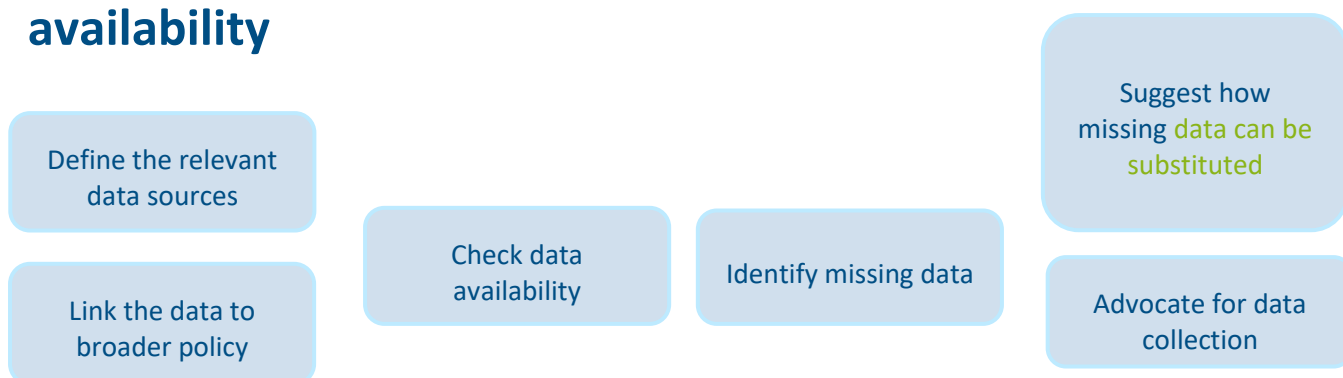 availability
Define the relevant
data sources
Link the data to
broader policy
Check data
availability
Identify missing data
Suggest how
missing data can be
substituted
Advocate for data
collection